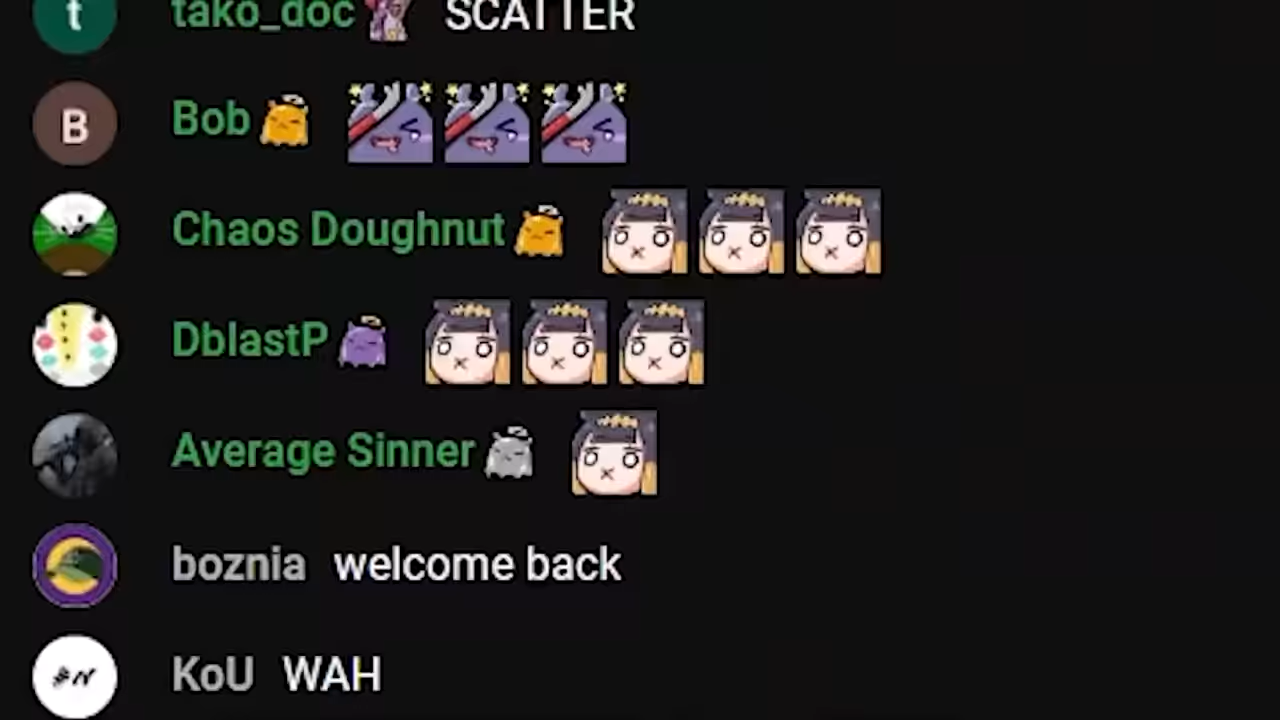 t tako_doc SCATTER
B Bob
Chaos Doughnut
DblastP
Average Sinner
boznia welcome back
KoU WAH